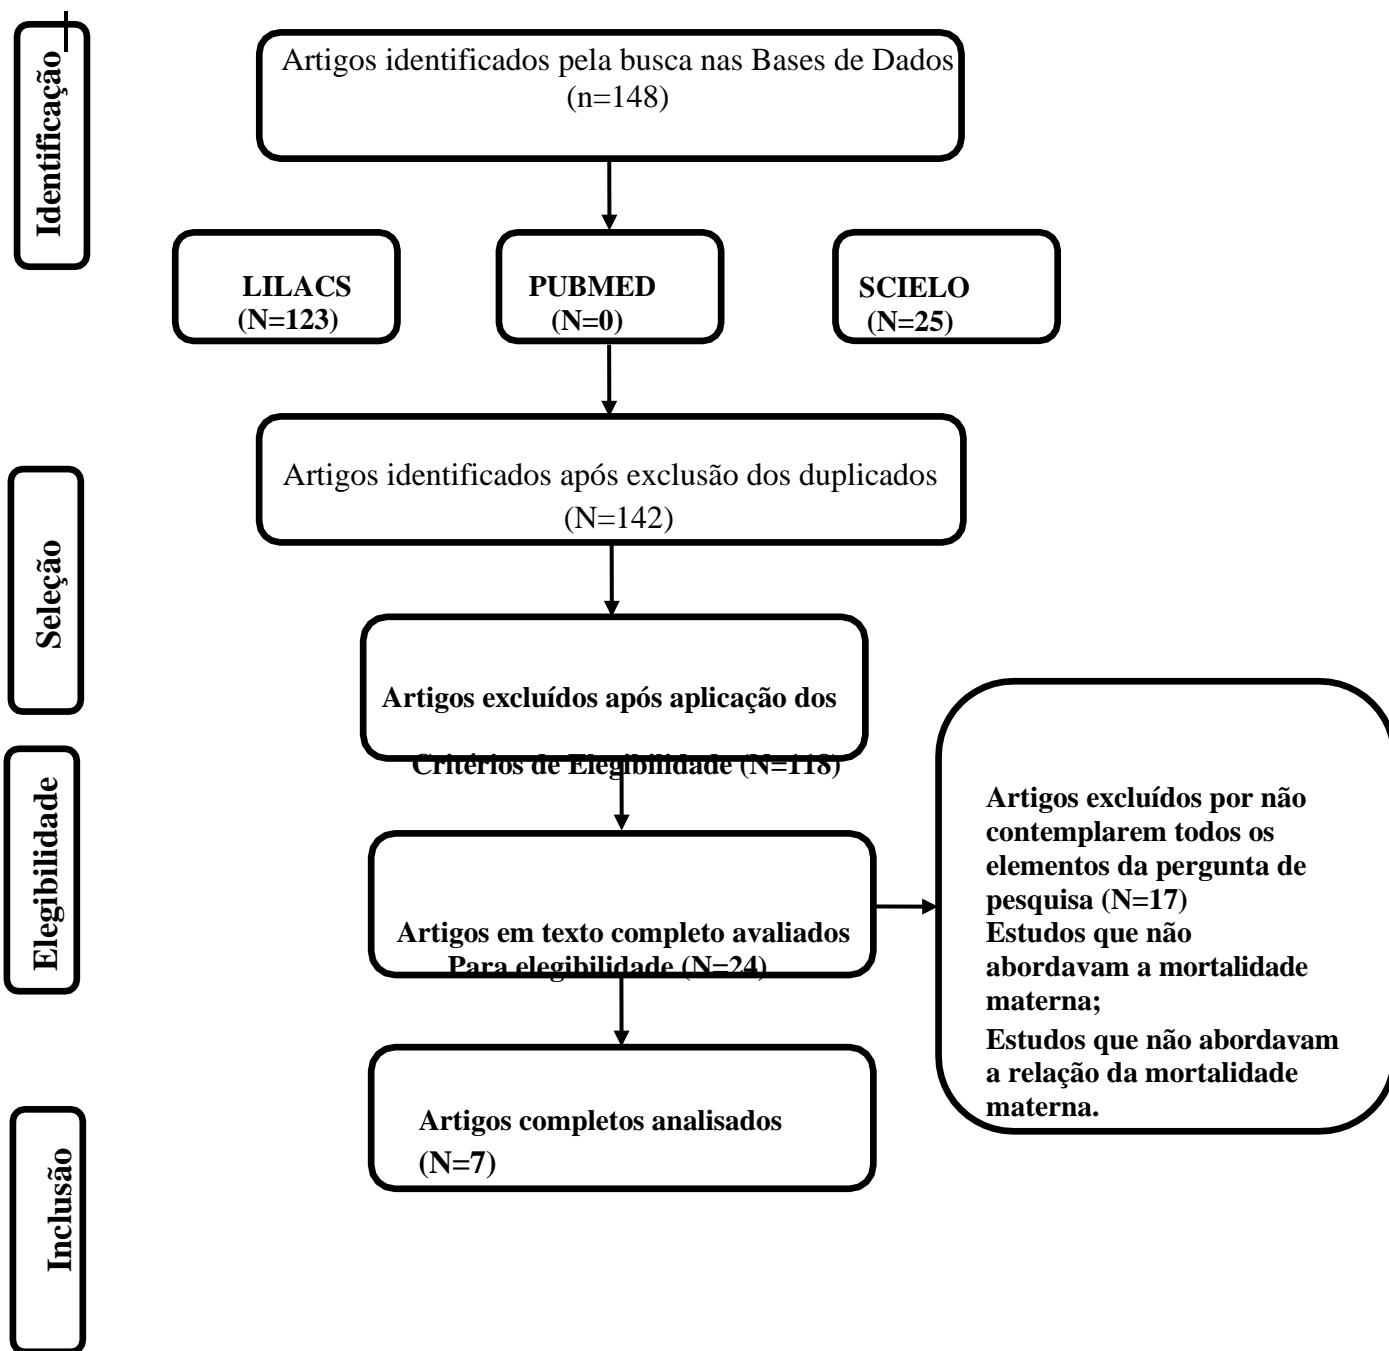 Identificação
Artigos identificados pela busca nas Bases de Dados
(n=148)
LILACS
(N=123)
PUBMED
(N=0)
SCIELO
(N=25)
Seleção
Artigos identificados após exclusão dos duplicados
(N=142)
Artigos excluídos após aplicação dos
Critérios de Elegibilidade (N=118)
Elegibilidade
Artigos em texto completo avaliados
Para elegibilidade (N=24)
Artigos excluídos por não
contemplarem todos os
elementos da pergunta de
pesquisa (N=17)
Estudos que não
abordavam a mortalidade
materna;
Estudos que não abordavam
a relação da mortalidade
materna.
Inclusão
Artigos completos analisados
(N=7)